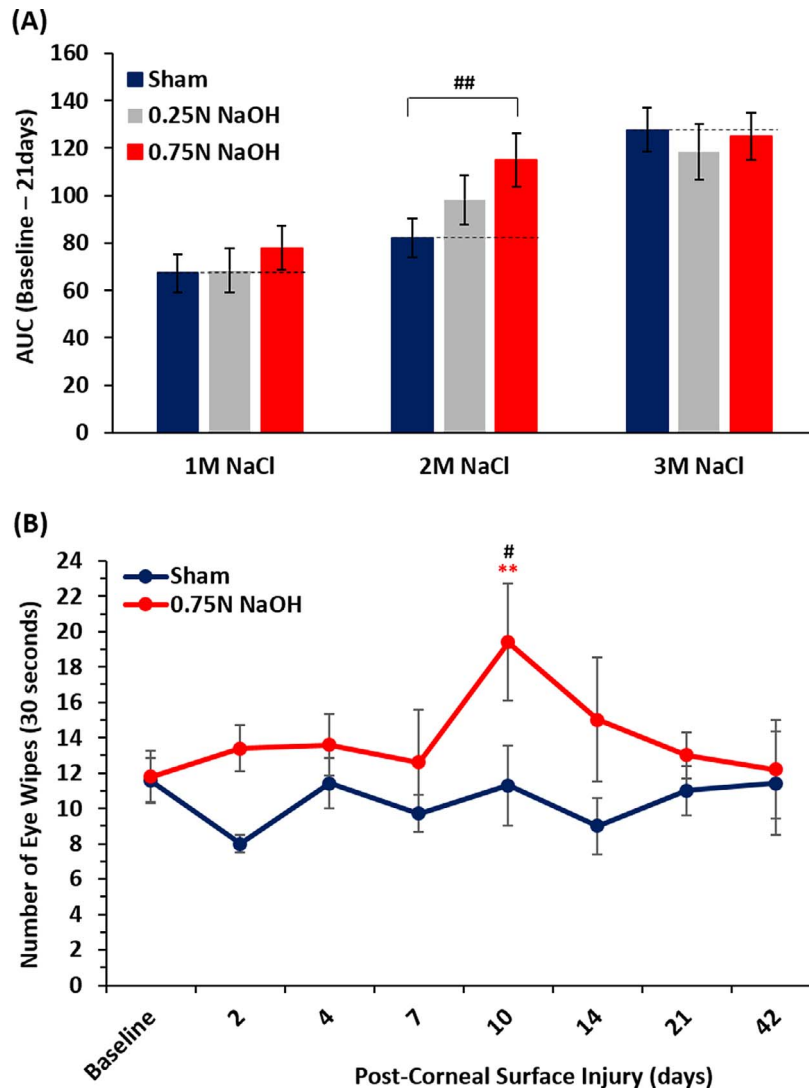 (A)
AUC (Baseline – 21days)
160
140
120
100
80
60
40
20
0
Sham
0.25N NaOH
0.75N NaOH
##
1M NaCl
2M NaCl
3M NaCl
(B)
Number of Eye Wipes (30 seconds)
24
22
20
18
16
14
12
10
8
6
4
2
0
Sham
0.75N NaOH
#
**
Baseline
2
4
7
10
14
21
42
Post-Corneal Surface Injury (days)